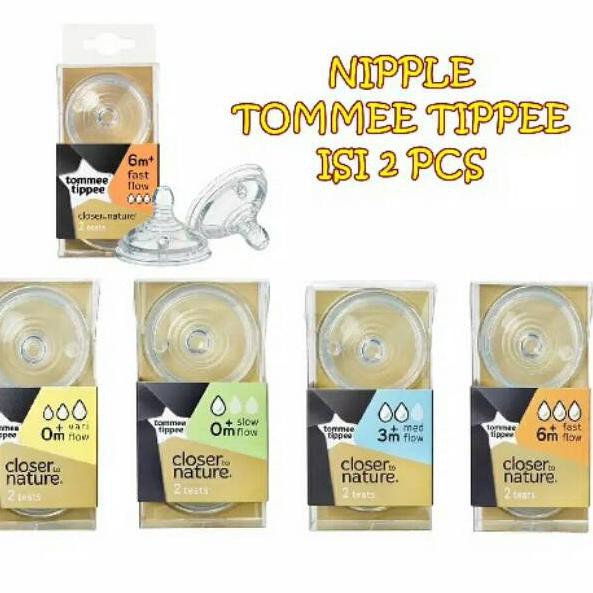 NIPPLE
TOMMEE TIPPEE
ISI 2 PCS
6m+
fast
flow
tommee
tippee
closer to nature®
2 teats
0m+ vari
flow
closer to
nature®
2 teats
tommee
tippee
0m+ slow
flow
closer to
nature®
2 teats
tommee
tippee
3m+ med
flow
closer to
nature®
2 teats
tommee
tippee
6m+ fast
flow
closer to
nature®
2 teats